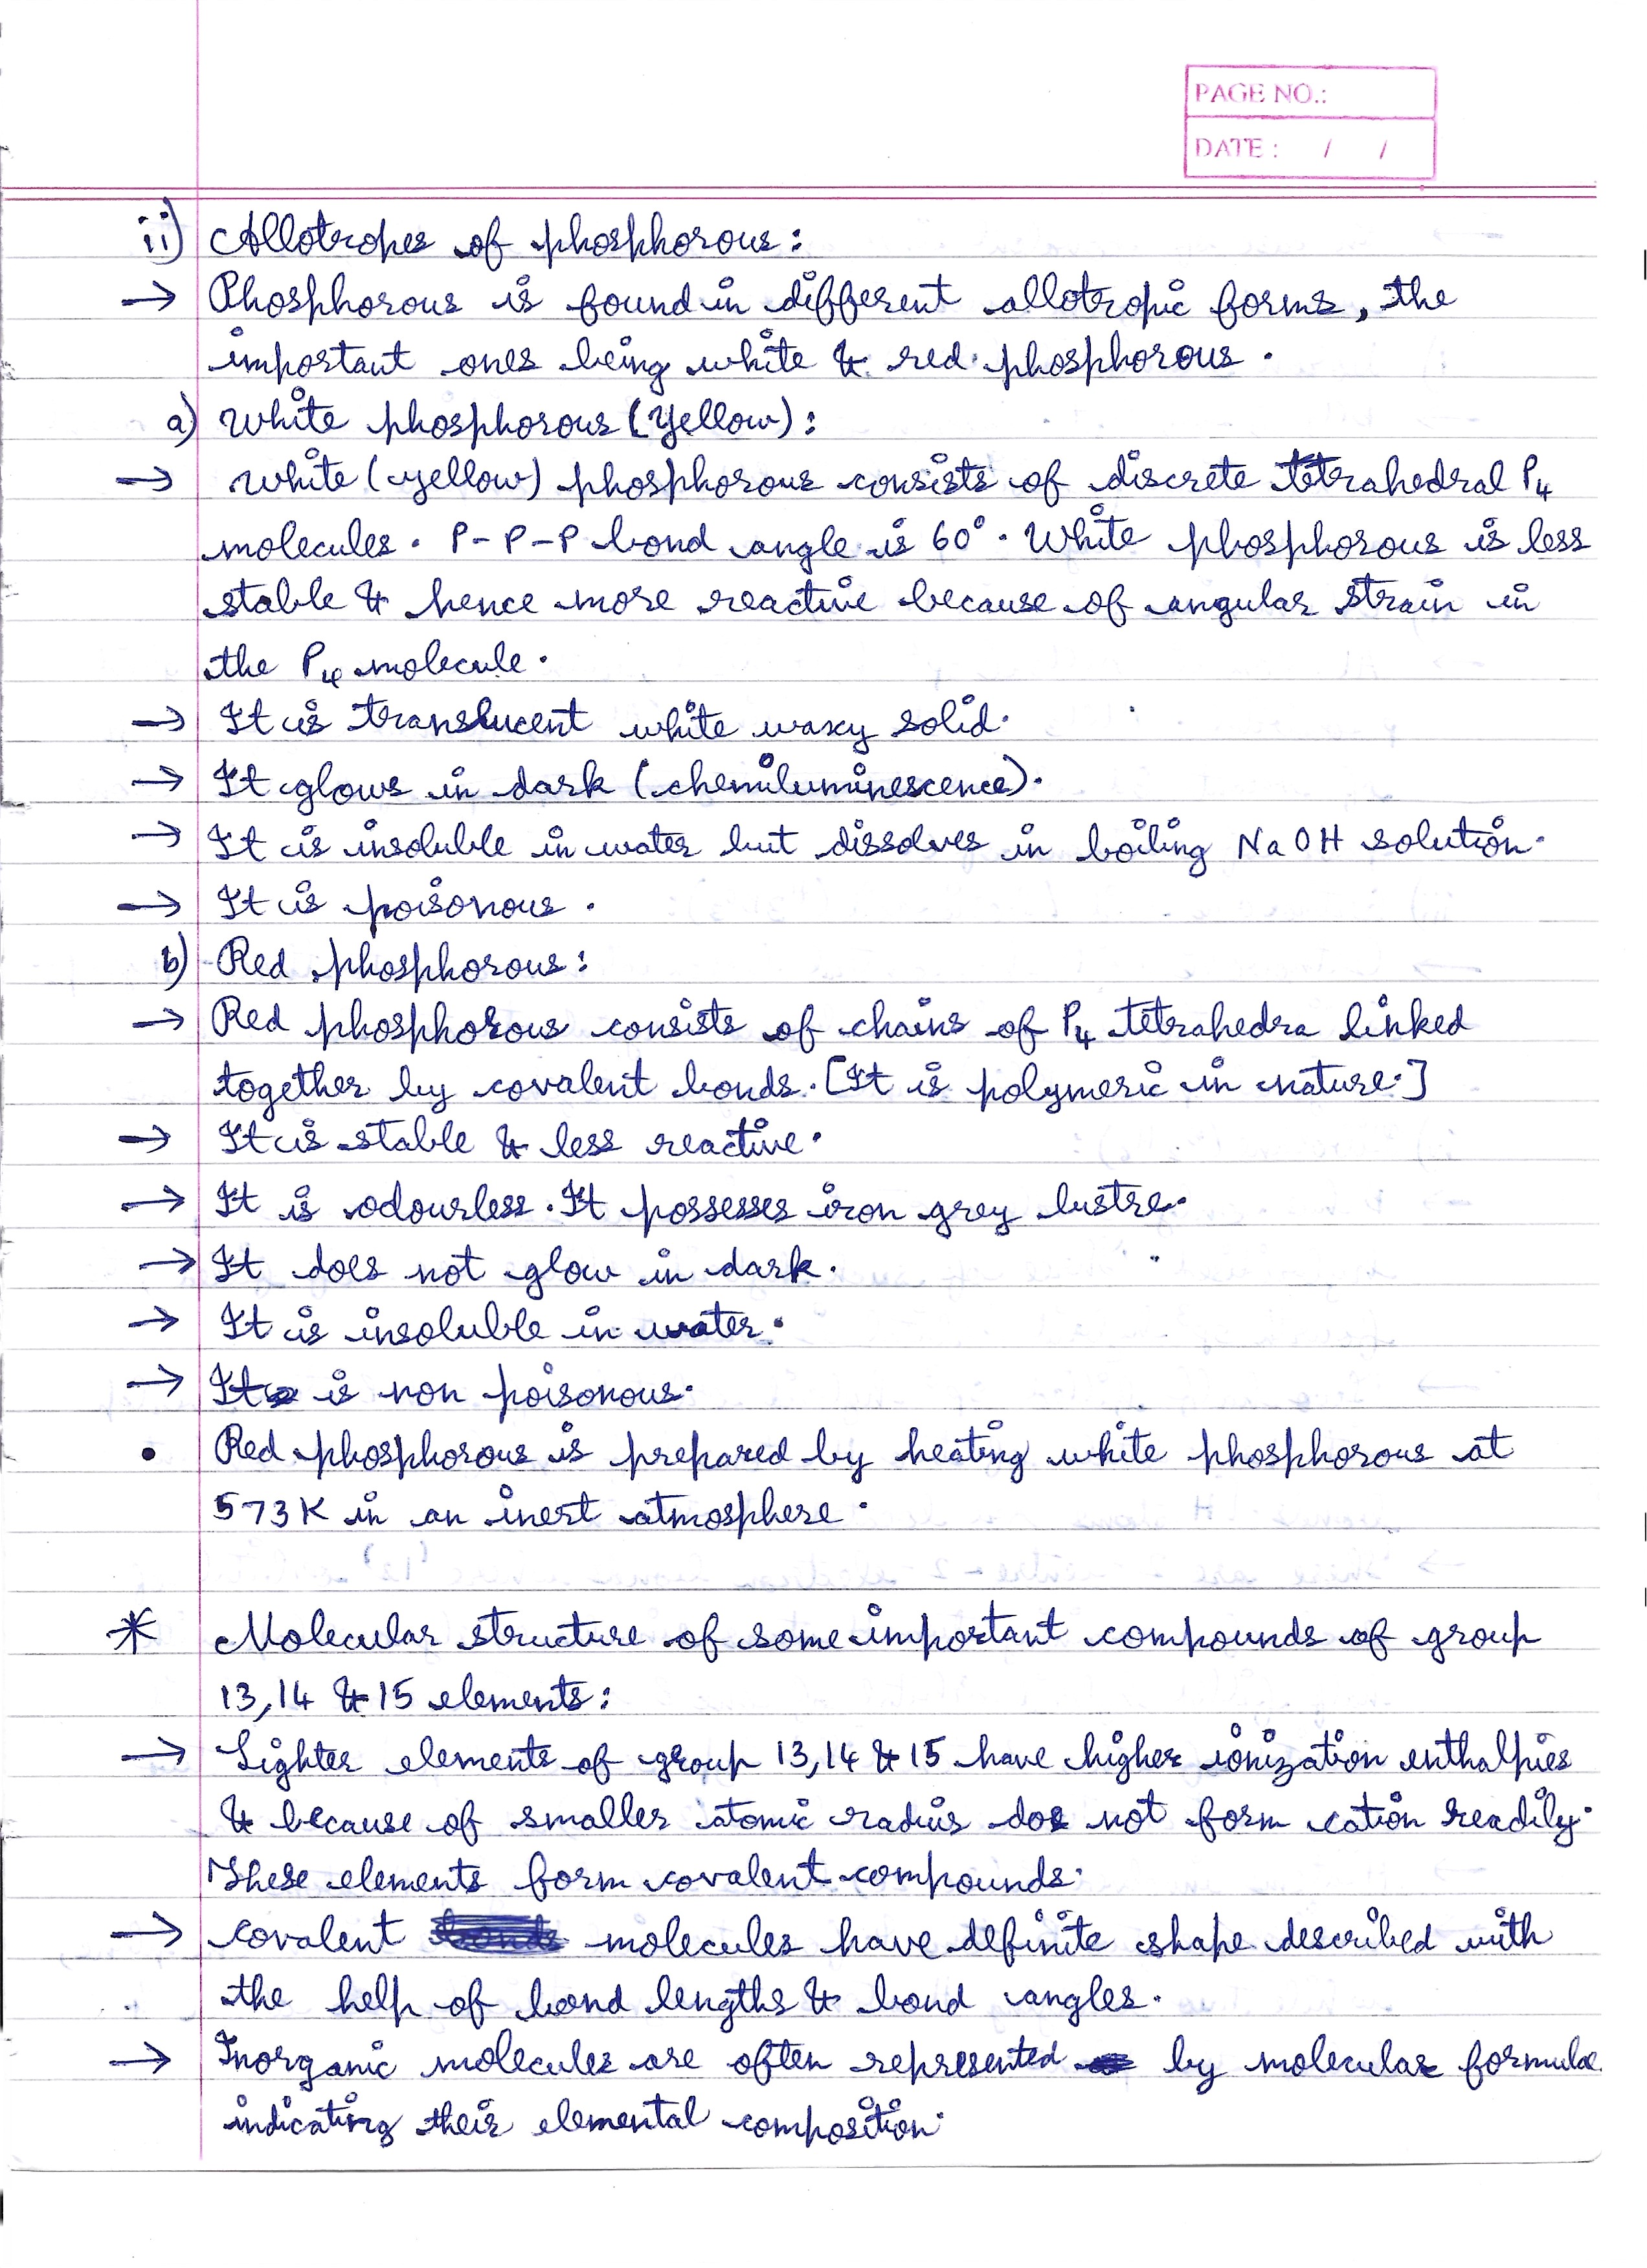 PAGE NO.:
DATE : / /
ii) Allotropes of phosphorous :
→ Phosphorous is found in different allotropic forms, the
important ones being white & red phosphorous .
a) White phosphorous (Yellow) :
→ White (yellow) phosphorous consists of discrete tetrahedral P₄
molecules. P-P-P bond angle is 60°. White phosphorous is less
stable & hence more reactive because of angular strain in
the P₄ molecule.
→ It is translucent white waxy solid.
→ It glows in dark (chemiluminescence).
→ It is insoluble in water but dissolves in boiling NaOH solution.
→ It is poisonous .
b) Red phosphorous :
→ Red phosphorous consists of chains of P₄ tetrahedra linked
together by covalent bonds. [It is polymeric in nature.]
→ It is stable & less reactive.
→ It is odourless. It possesses iron grey lustre.
→ It does not glow in dark.
→ It is insoluble in water.
→ It is non poisonous.
• Red phosphorous is prepared by heating white phosphorous at
573K in an inert atmosphere .
* Molecular structure of some important compounds of group
13,14 & 15 elements :
→ Lighter elements of group 13,14 & 15 have higher ionization enthalpies
& because of smaller atomic radius do not form cation readily.
These elements form covalent compounds.
→ Covalent molecules have definite shape described with
the help of bond lengths & bond angles.
→ Inorganic molecules are often represented by molecular formulae
indicating their elemental composition.